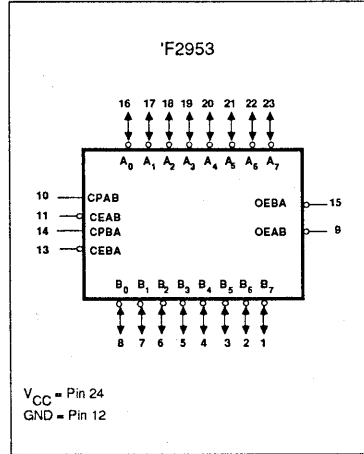 'F2953
16 17 18 19 20 21 22 23
A0 A1 A2 A3 A4 A5 A6 A7
10 CPAB
11 CEAB
14 CPBA
13 CEBA
OEBA 15
OEAB 9
B0 B1 B2 B3 B4 B5 B6 B7
8 7 6 5 4 3 2 1
VCC = Pin 24
GND = Pin 12